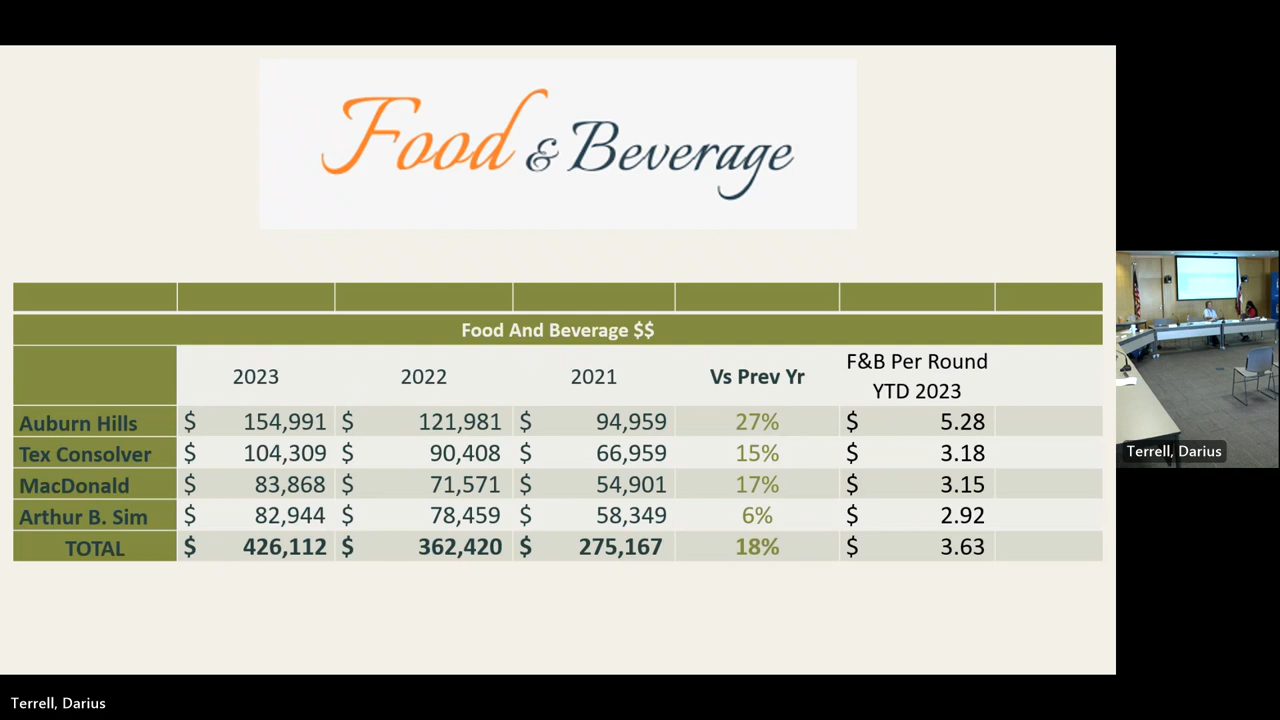 Food & Beverage
Food And Beverage $$
2023 2022 2021 Vs Prev Yr F&B Per Round
YTD 2023
Auburn Hills $ 154,991 $ 121,981 $ 94,959 27% $ 5.28
Tex Consolver $ 104,309 $ 90,408 $ 66,959 15% $ 3.18
MacDonald $ 83,868 $ 71,571 $ 54,901 17% $ 3.15
Arthur B. Sim $ 82,944 $ 78,459 $ 58,349 6% $ 2.92
TOTAL $ 426,112 $ 362,420 $ 275,167 18% $ 3.63
Terrell, Darius
Terrell, Darius